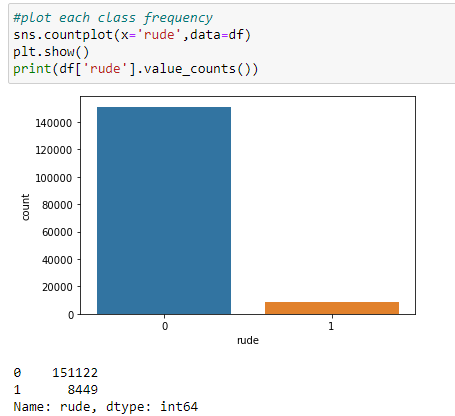 #plot each class frequency
sns.countplot(x='rude',data=df)
plt.show()
print(df['rude'].value_counts())
140000
120000
100000
80000
60000
40000
20000
0
count
0 1
rude
0 151122
1 8449
Name: rude, dtype: int64